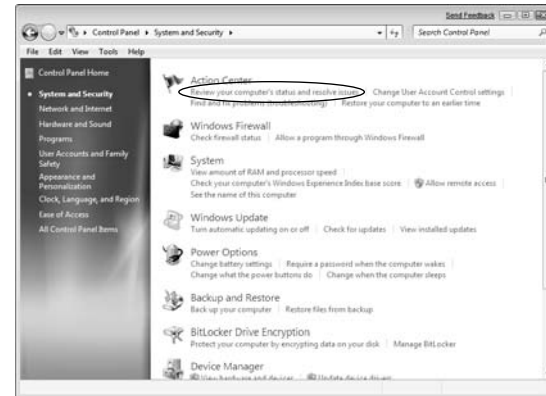 Send Feedback
Control Panel ▸ System and Security ▸
Search Control Panel
File Edit View Tools Help
Control Panel Home
System and Security
Network and Internet
Hardware and Sound
Programs
User Accounts and Family
Safety
Appearance and
Personalization
Clock, Language, and Region
Ease of Access
All Control Panel Items
Action Center
Review your computer's status and resolve issues Change User Account Control settings
Find and fix problems (troubleshooting) Restore your computer to an earlier time
Windows Firewall
Check firewall status Allow a program through Windows Firewall
System
View amount of RAM and processor speed
Check your computer's Windows Experience Index base score Allow remote access
See the name of this computer
Windows Update
Turn automatic updating on or off Check for updates View installed updates
Power Options
Change battery settings Require a password when the computer wakes
Change what the power buttons do Change when the computer sleeps
Backup and Restore
Back up your computer Restore files from backup
BitLocker Drive Encryption
Protect your computer by encrypting data on your disk Manage BitLocker
Device Manager
View hardware and devices Update device drivers